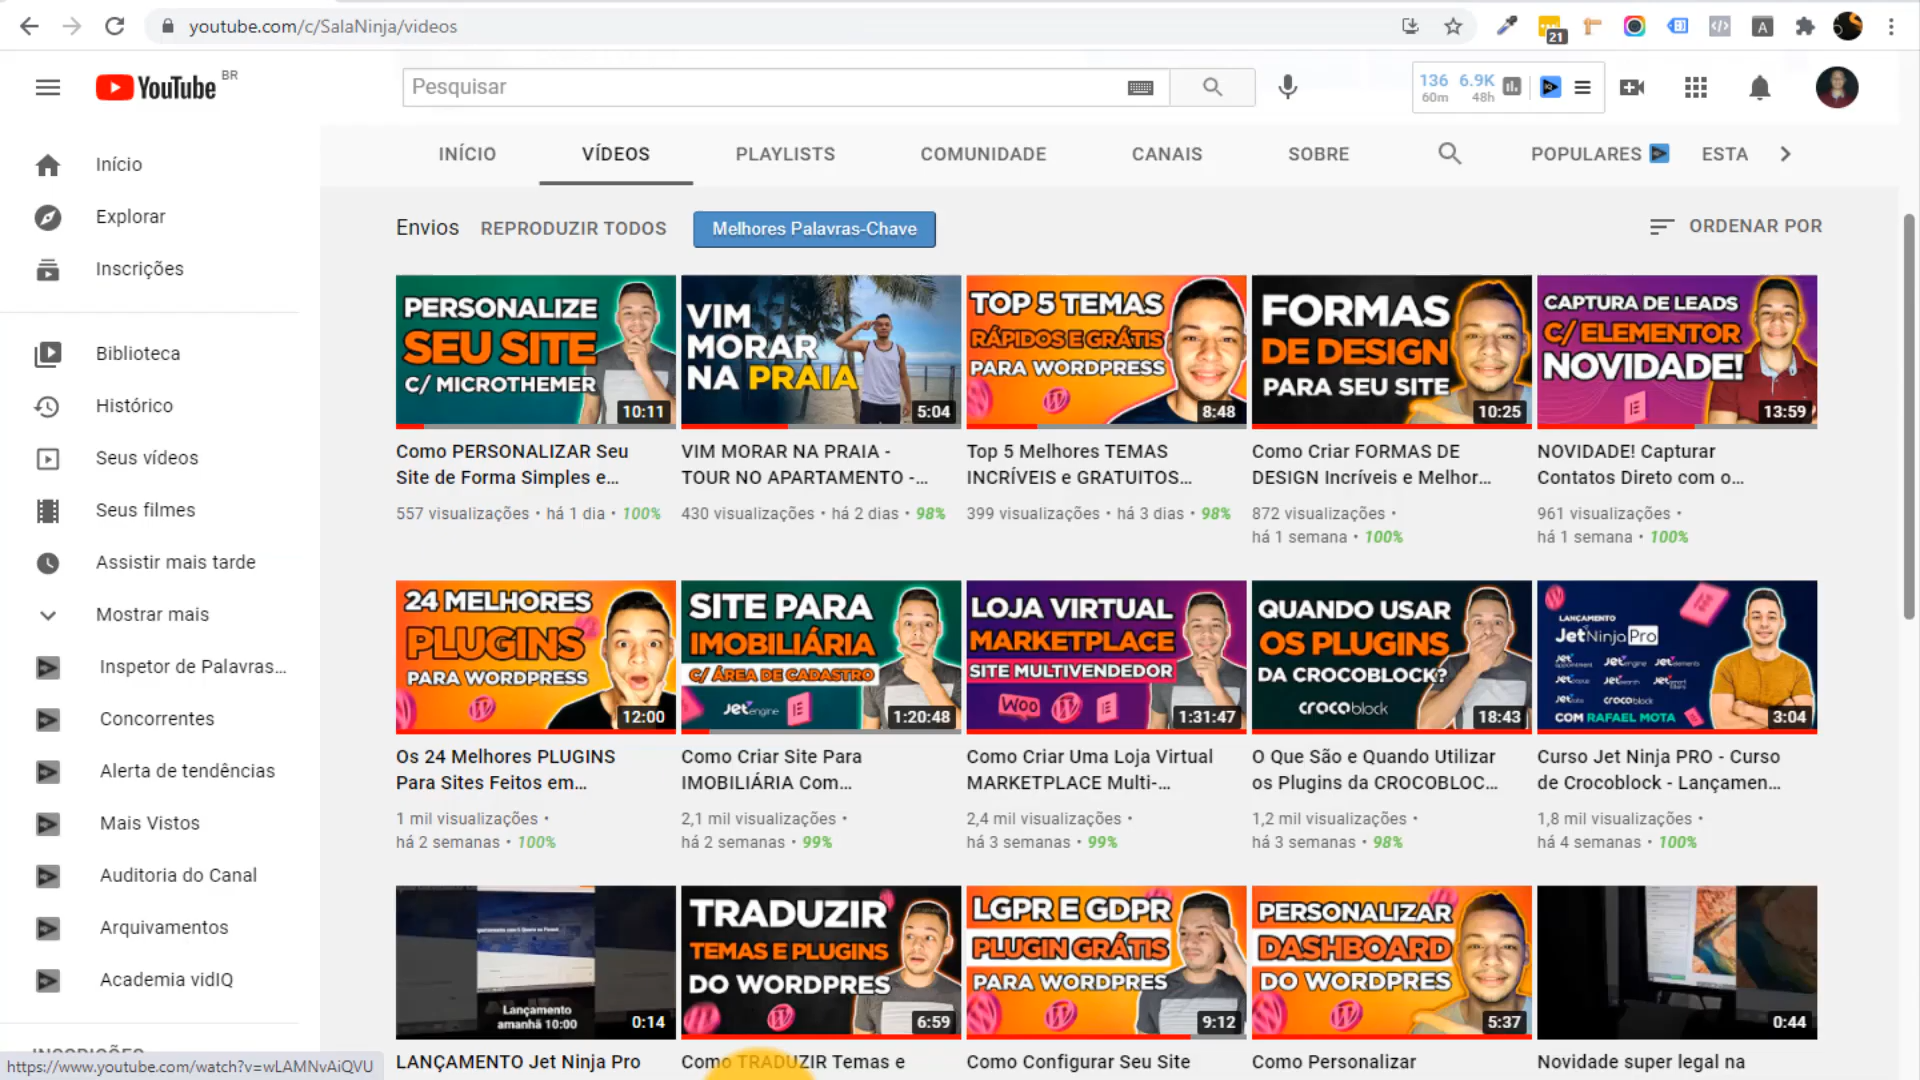 youtube.com/c/SalaNinja/videos
21
A
YouTube BR
Pesquisar
136 6.9K
60m 48h
INÍCIO VÍDEOS PLAYLISTS COMUNIDADE CANAIS SOBRE POPULARES ESTA
Início
Explorar
Inscrições
Biblioteca
Histórico
Seus vídeos
Seus filmes
Assistir mais tarde
Mostrar mais
Inspetor de Palavras...
Concorrentes
Alerta de tendências
Mais Vistos
Auditoria do Canal
Arquivamentos
Academia vidIQ
Envios REPRODUZIR TODOS Melhores Palavras-Chave ORDENAR POR
PERSONALIZE
SEU SITE
C/ MICROTHEMER
10:11
Como PERSONALIZAR Seu
Site de Forma Simples e...
557 visualizações • há 1 dia • 100%
VIM
MORAR
NA PRAIA
5:04
VIM MORAR NA PRAIA -
TOUR NO APARTAMENTO -...
430 visualizações • há 2 dias • 98%
TOP 5 TEMAS
RÁPIDOS E GRÁTIS
PARA WORDPRESS
8:48
Top 5 Melhores TEMAS
INCRÍVEIS e GRATUITOS...
399 visualizações • há 3 dias • 98%
FORMAS
DE DESIGN
PARA SEU SITE
10:25
Como Criar FORMAS DE
DESIGN Incríveis e Melhor...
872 visualizações •
há 1 semana • 100%
CAPTURA DE LEADS
C/ ELEMENTOR
NOVIDADE!
13:59
NOVIDADE! Capturar
Contatos Direto com o...
961 visualizações •
há 1 semana • 100%
24 MELHORES
PLUGINS
PARA WORDPRESS
12:00
Os 24 Melhores PLUGINS
Para Sites Feitos em...
1 mil visualizações •
há 2 semanas • 100%
SITE PARA
IMOBILIÁRIA
C/ ÁREA DE CADASTRO
Jetengine
1:20:48
Como Criar Site Para
IMOBILIÁRIA Com...
2,1 mil visualizações •
há 2 semanas • 99%
LOJA VIRTUAL
MARKETPLACE
SITE MULTIVENDEDOR
Woo
1:31:47
Como Criar Uma Loja Virtual
MARKETPLACE Multi-...
2,4 mil visualizações •
há 3 semanas • 99%
QUANDO USAR
OS PLUGINS
DA CROCOBLOCK?
crocoblock
18:43
O Que São e Quando Utilizar
os Plugins da CROCOBLOC...
1,2 mil visualizações •
há 3 semanas • 98%
LANÇAMENTO
JetNinja Pro
crocoblock
COM RAFAEL MOTA
3:04
Curso Jet Ninja PRO - Curso
de Crocoblock - Lançamen...
1,8 mil visualizações •
há 4 semanas • 100%
Lançamento
amanhã 10:00
0:14
LANÇAMENTO Jet Ninja Pro
TRADUZIR
TEMAS E PLUGINS
DO WORDPRES
6:59
Como TRADUZIR Temas e
LGPR E GDPR
PLUGIN GRÁTIS
PARA WORDPRES
9:12
Como Configurar Seu Site
PERSONALIZAR
DASHBOARD
DO WORDPRES
5:37
Como Personalizar
0:44
Novidade super legal na
https://www.youtube.com/watch?v=wLAMNvAiQVU